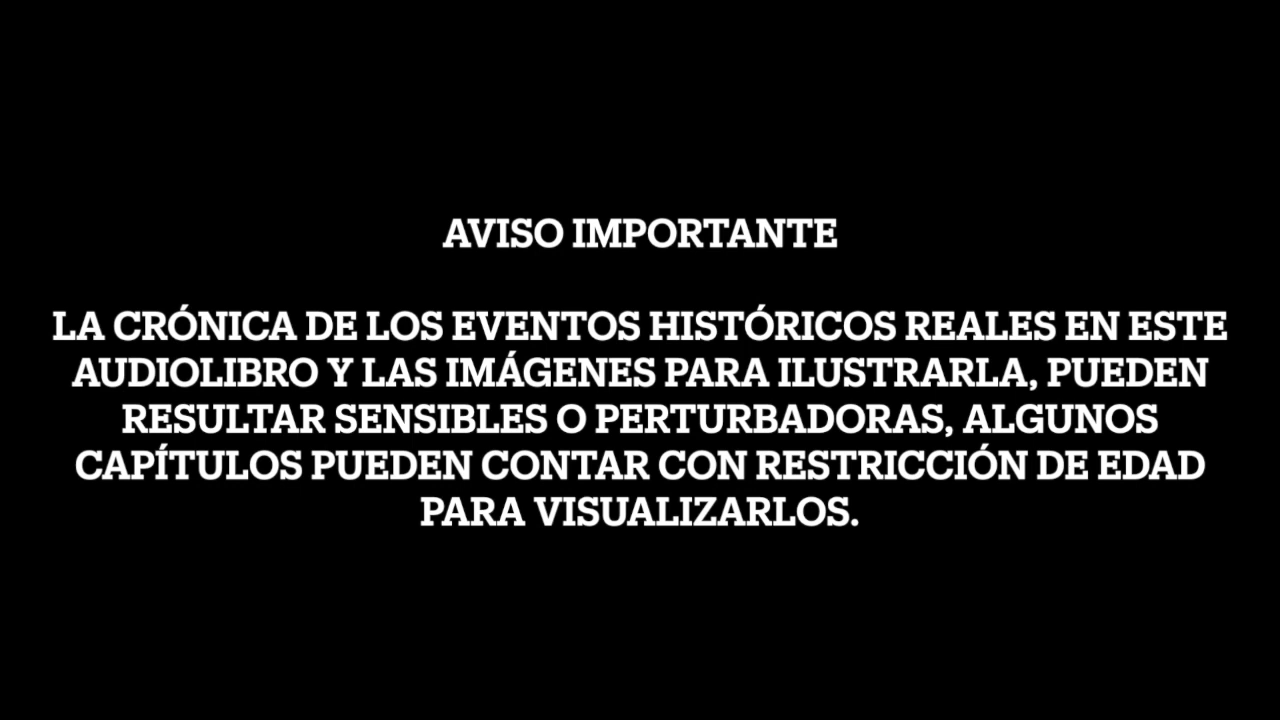 AVISO IMPORTANTE
LA CRÓNICA DE LOS EVENTOS HISTÓRICOS REALES EN ESTE
AUDIOLIBRO Y LAS IMÁGENES PARA ILUSTRARLA, PUEDEN
RESULTAR SENSIBLES O PERTURBADORAS, ALGUNOS
CAPÍTULOS PUEDEN CONTAR CON RESTRICCIÓN DE EDAD
PARA VISUALIZARLOS.